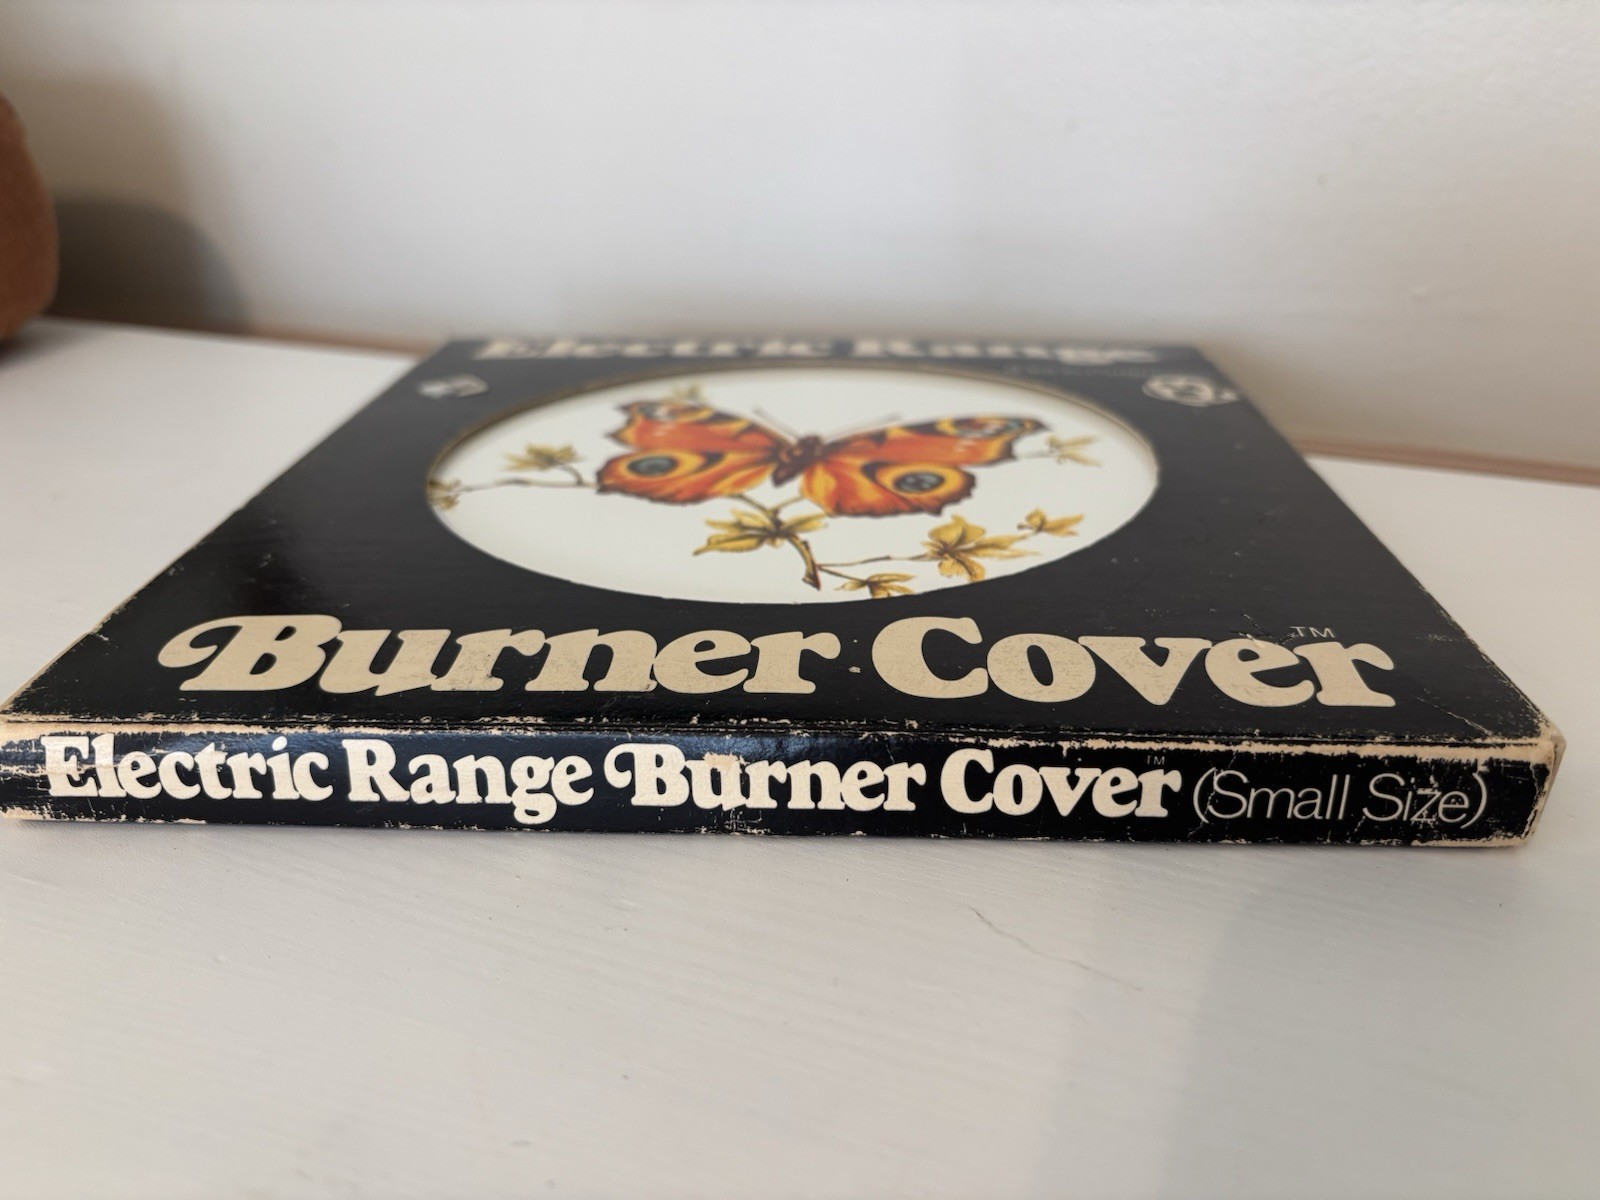 Electric Range
Burner Cover™
Electric Range Burner Cover™ (Small Size)